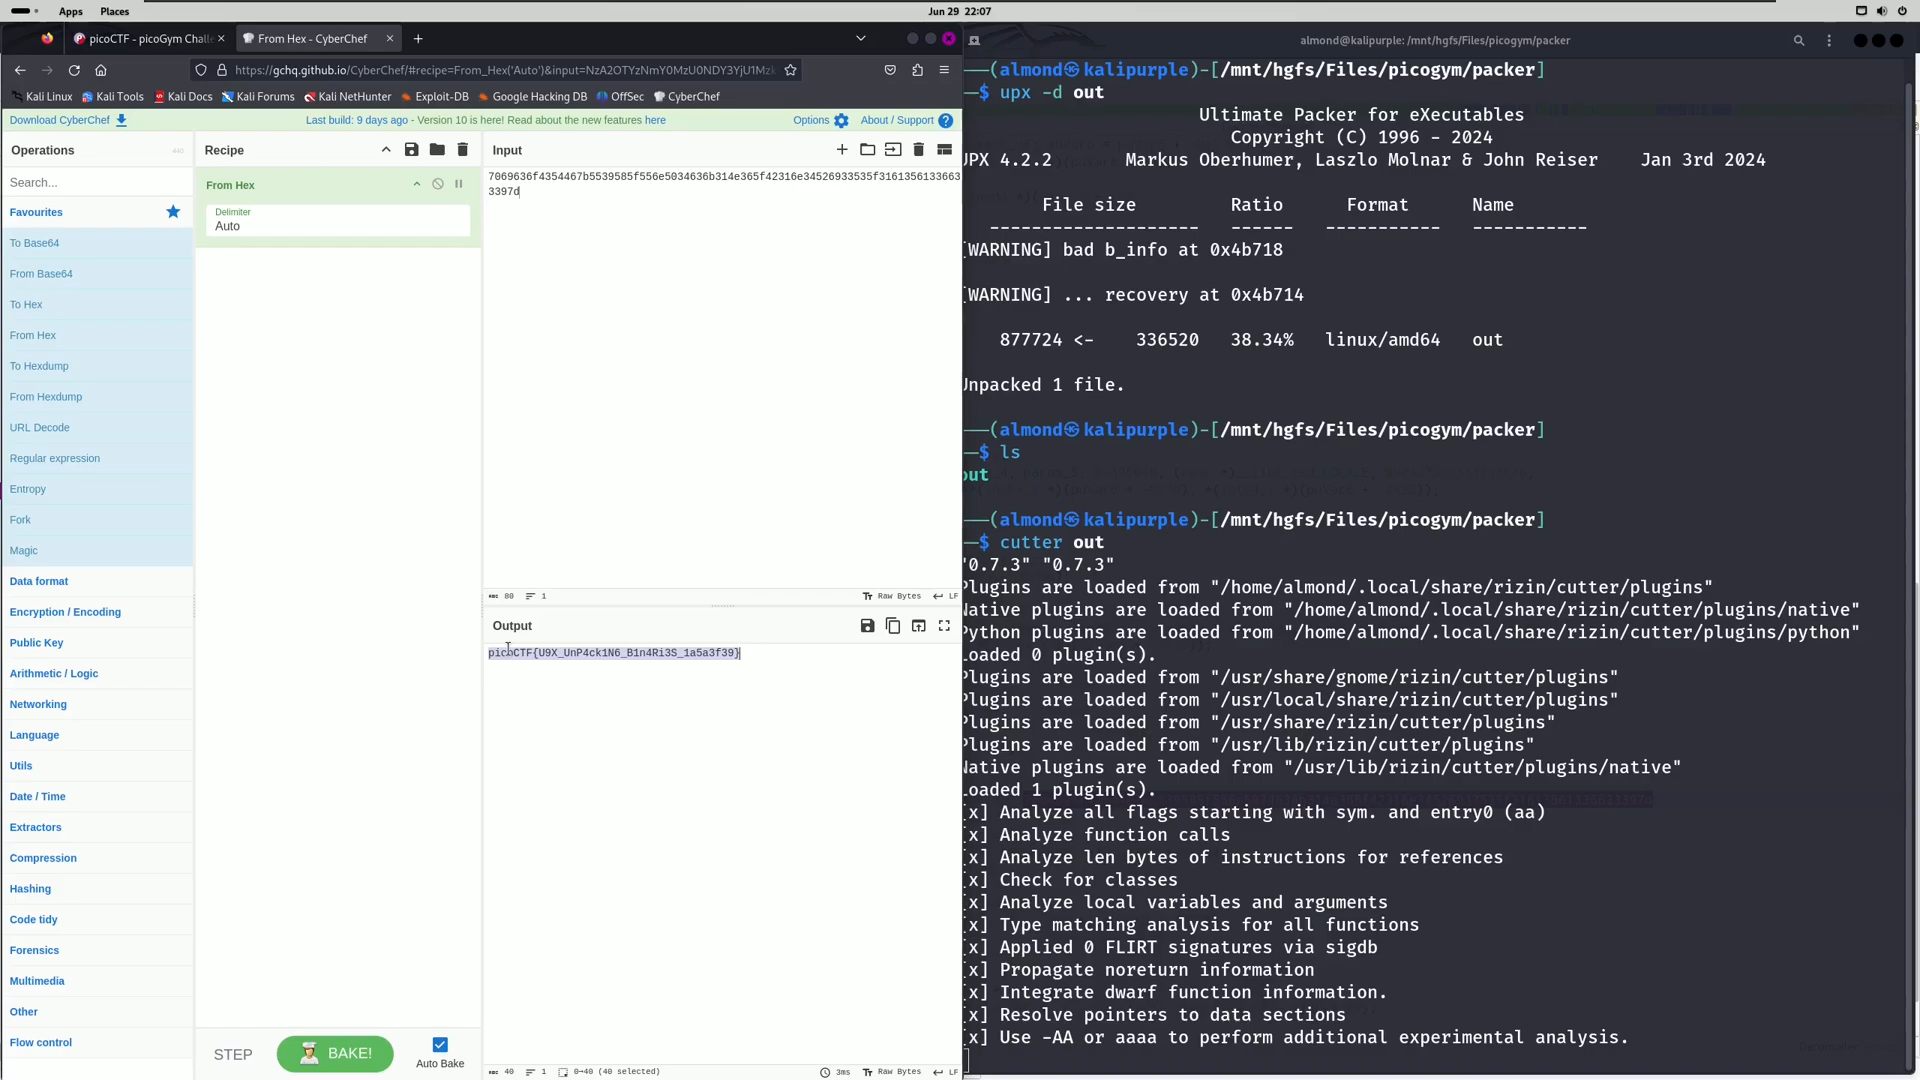 Apps Places
Jun 29 22:07
picoCTF - picoGym Challe
From Hex - CyberChef
https://gchq.github.io/CyberChef/#recipe=From_Hex('Auto')&input=NzA2OTYzNmY0MzU0NDY3YjU1Mzk
Kali Linux Kali Tools Kali Docs Kali Forums Kali NetHunter Exploit-DB Google Hacking DB OffSec CyberChef
Download CyberChef
Last build: 9 days ago - Version 10 is here! Read about the new features here
Options
About / Support
Operations
440
Search...
Favourites
To Base64
From Base64
To Hex
From Hex
To Hexdump
From Hexdump
URL Decode
Regular expression
Entropy
Fork
Magic
Data format
Encryption / Encoding
Public Key
Arithmetic / Logic
Networking
Language
Utils
Date / Time
Extractors
Compression
Hashing
Code tidy
Forensics
Multimedia
Other
Flow control
Recipe
From Hex
Delimiter
Auto
STEP
BAKE!
Auto Bake
Input
7069636f4354467b5539585f556e5034636b314e365f42316e34526933535f31613561336633
3397d
80 1
Raw Bytes LF
Output
picoCTF{U9X_UnP4ck1N6_B1n4Ri3S_1a5a3f39}
40 1 0→40 (40 selected)
3ms Raw Bytes LF
almond@kalipurple: /mnt/hgfs/Files/picogym/packer
(almond㉿kalipurple)-[/mnt/hgfs/Files/picogym/packer]
$ upx -d out
Ultimate Packer for eXecutables
Copyright (C) 1996 - 2024
UPX 4.2.2 Markus Oberhumer, Laszlo Molnar & John Reiser Jan 3rd 2024
File size Ratio Format Name
-------------------- ------ ----------- -----------
[WARNING] bad b_info at 0x4b718
[WARNING] ... recovery at 0x4b714
877724 <- 336520 38.34% linux/amd64 out
Unpacked 1 file.
(almond㉿kalipurple)-[/mnt/hgfs/Files/picogym/packer]
$ ls
out
(almond㉿kalipurple)-[/mnt/hgfs/Files/picogym/packer]
$ cutter out
"0.7.3" "0.7.3"
Plugins are loaded from "/home/almond/.local/share/rizin/cutter/plugins"
Native plugins are loaded from "/home/almond/.local/share/rizin/cutter/plugins/native"
Python plugins are loaded from "/home/almond/.local/share/rizin/cutter/plugins/python"
Loaded 0 plugin(s).
Plugins are loaded from "/usr/share/gnome/rizin/cutter/plugins"
Plugins are loaded from "/usr/local/share/rizin/cutter/plugins"
Plugins are loaded from "/usr/share/rizin/cutter/plugins"
Plugins are loaded from "/usr/lib/rizin/cutter/plugins"
Native plugins are loaded from "/usr/lib/rizin/cutter/plugins/native"
Loaded 1 plugin(s).
[x] Analyze all flags starting with sym. and entry0 (aa)
[x] Analyze function calls
[x] Analyze len bytes of instructions for references
[x] Check for classes
[x] Analyze local variables and arguments
[x] Type matching analysis for all functions
[x] Applied 0 FLIRT signatures via sigdb
[x] Propagate noreturn information
[x] Integrate dwarf function information.
[x] Resolve pointers to data sections
[x] Use -AA or aaaa to perform additional experimental analysis.